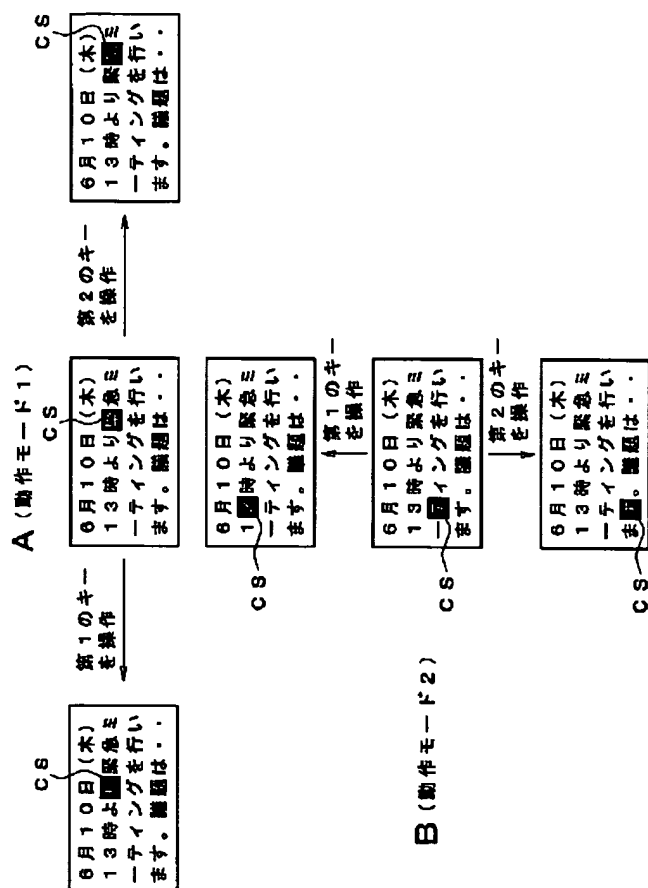 A(動作モード1)
CS
6月10日(木)
13時より緊急ミ
ーティングを行い
ます。議題は・・
第1のキー
を操作
CS
6月10日(木)
13時より緊急ミ
ーティングを行い
ます。議題は・・
第2のキー
を操作
CS
6月10日(木)
13時より緊急ミ
ーティングを行い
ます。議題は・・
B(動作モード2)
6月10日(木)
13時より緊急ミ
ーティングを行い
ます。議題は・・
CS
第1のキー
を操作
6月10日(木)
13時より緊急ミ
ーティングを行い
ます。議題は・・
CS
第2のキー
を操作
6月10日(木)
13時より緊急ミ
ーティングを行い
ます。議題は・・
CS